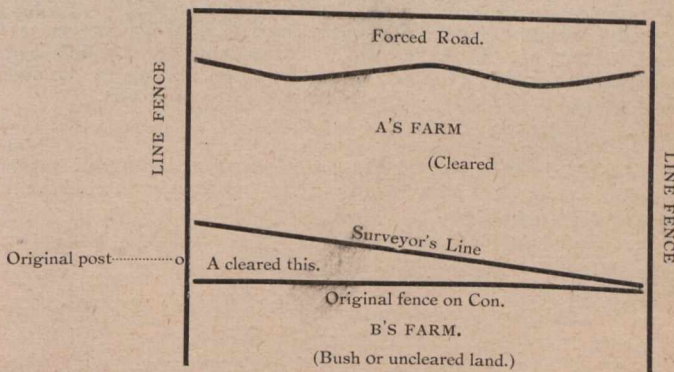 Forced Road.
LINE FENCE
A'S FARM
(Cleared
LINE FENCE
Surveyor's Line
Original post............o
A cleared this.
Original fence on Con.
B'S FARM.
(Bush or uncleared land.)